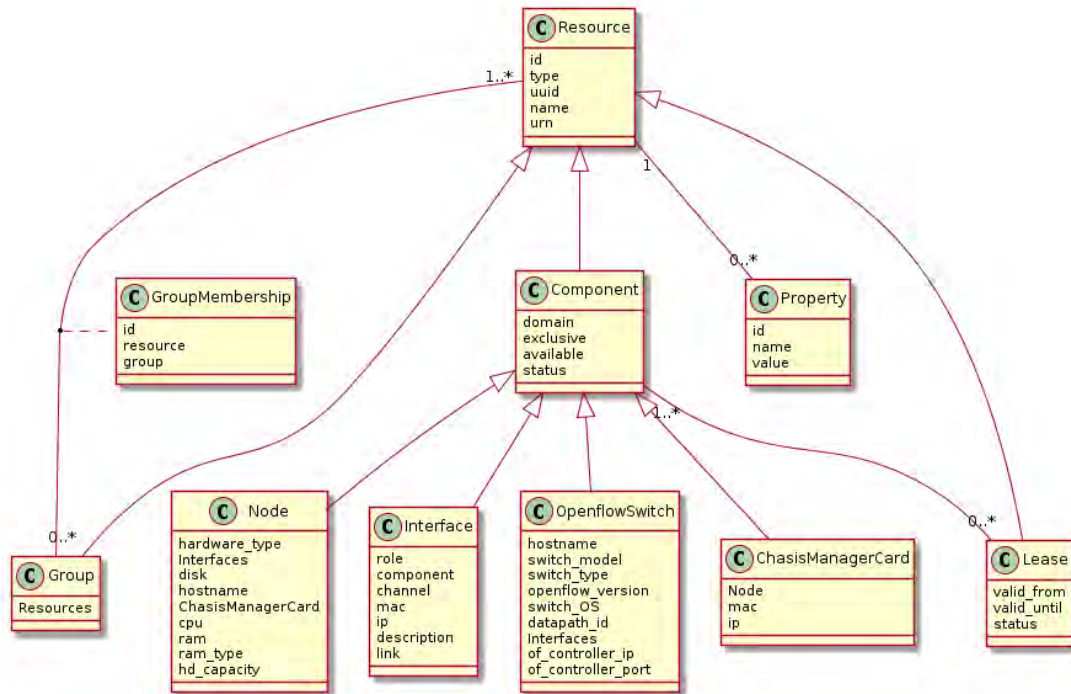 C Resource
id
type
uuid
name
urn
1..*
1
0..*
C GroupMembership
id
resource
group
C Component
domain
exclusive
available
status
C Property
id
name
value
1..*
0..*
0..*
C Node
hardware_type
Interfaces
disk
hostname
ChasisManagerCard
cpu
ram
ram_type
hd_capacity
C Interface
role
component
channel
mac
ip
description
link
C OpenflowSwitch
hostname
switch_model
switch_type
openflow_version
switch_OS
datapath_id
Interfaces
of_controller_ip
of_controller_port
C ChasisManagerCard
Node
mac
ip
C Group
Resources
C Lease
valid_from
valid_until
status